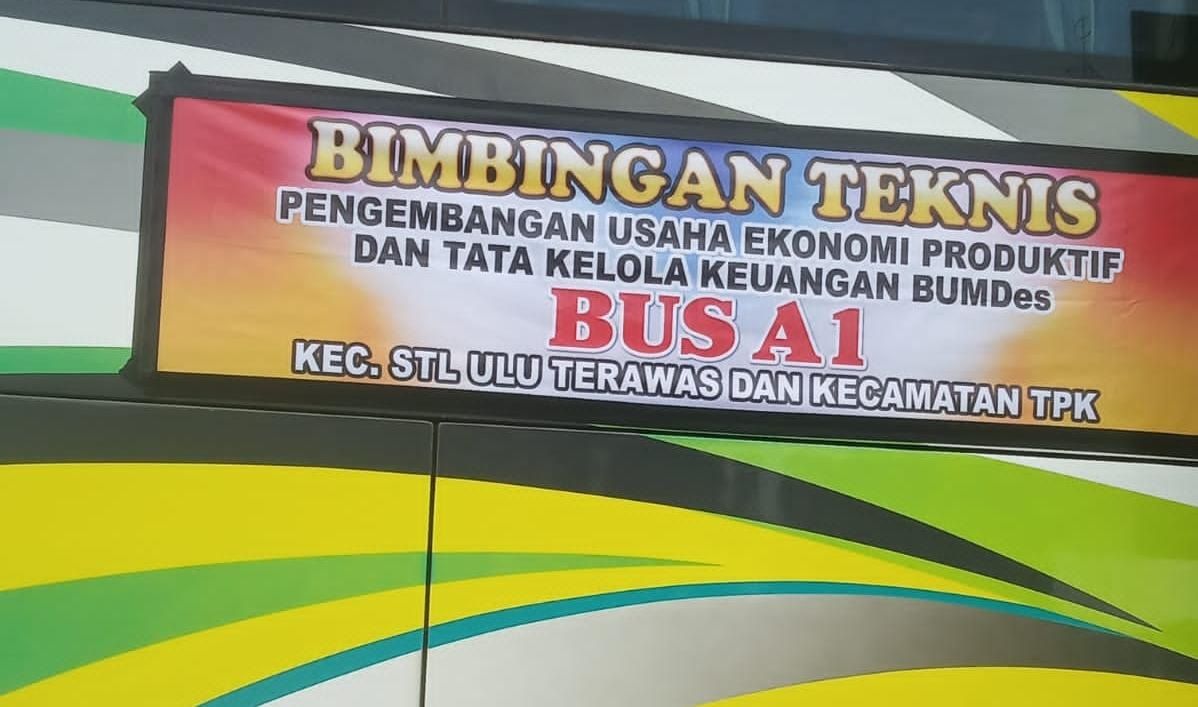 BIMBINGAN TEKNIS
PENGEMBANGAN USAHA EKONOMI PRODUKTIF
DAN TATA KELOLA KEUANGAN BUMDes
BUS A1
KEC. STL ULU TERAWAS DAN KECAMATAN TPK